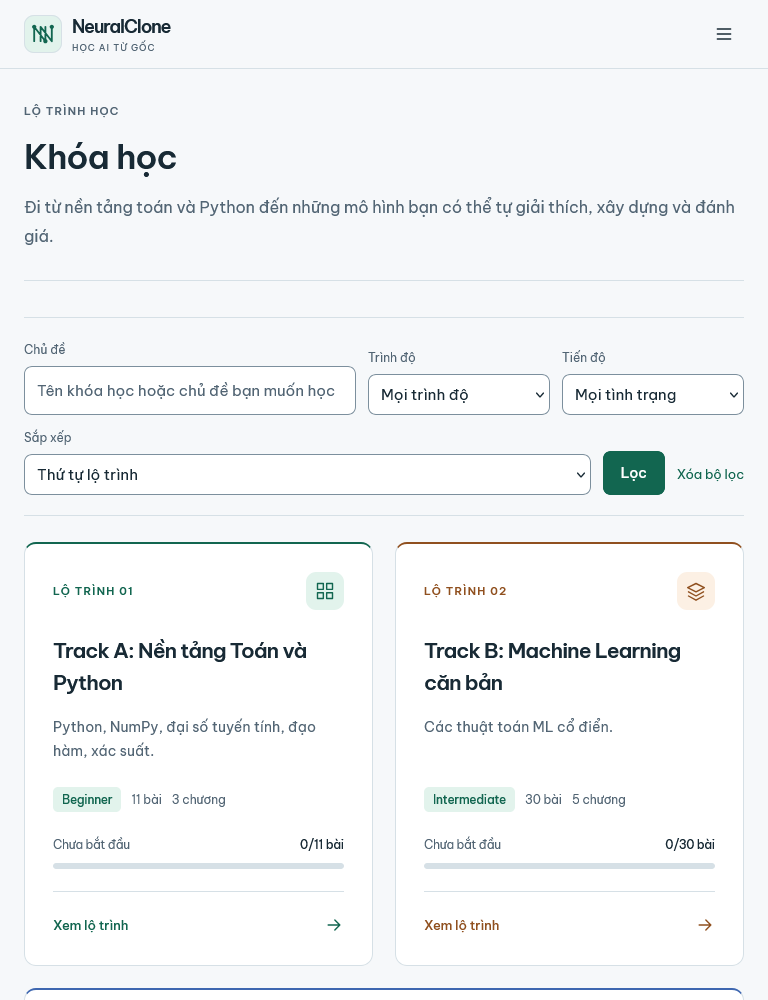 NeuralClone
HỌC AI TỪ GỐC
LỘ TRÌNH HỌC
Khóa học
Đi từ nền tảng toán và Python đến những mô hình bạn có thể tự giải thích, xây dựng và đánh
giá.
Chủ đề
Trình độ
Tiến độ
Tên khóa học hoặc chủ đề bạn muốn học
Mọi trình độ
Mọi tình trạng
Sắp xếp
Thứ tự lộ trình
Lọc
Xóa bộ lọc
LỘ TRÌNH 01
Track A: Nền tảng Toán và
Python
Python, NumPy, đại số tuyến tính, đạo
hàm, xác suất.
Beginner 11 bài 3 chương
Chưa bắt đầu 0/11 bài
Xem lộ trình
LỘ TRÌNH 02
Track B: Machine Learning
căn bản
Các thuật toán ML cổ điển.
Intermediate 30 bài 5 chương
Chưa bắt đầu 0/30 bài
Xem lộ trình